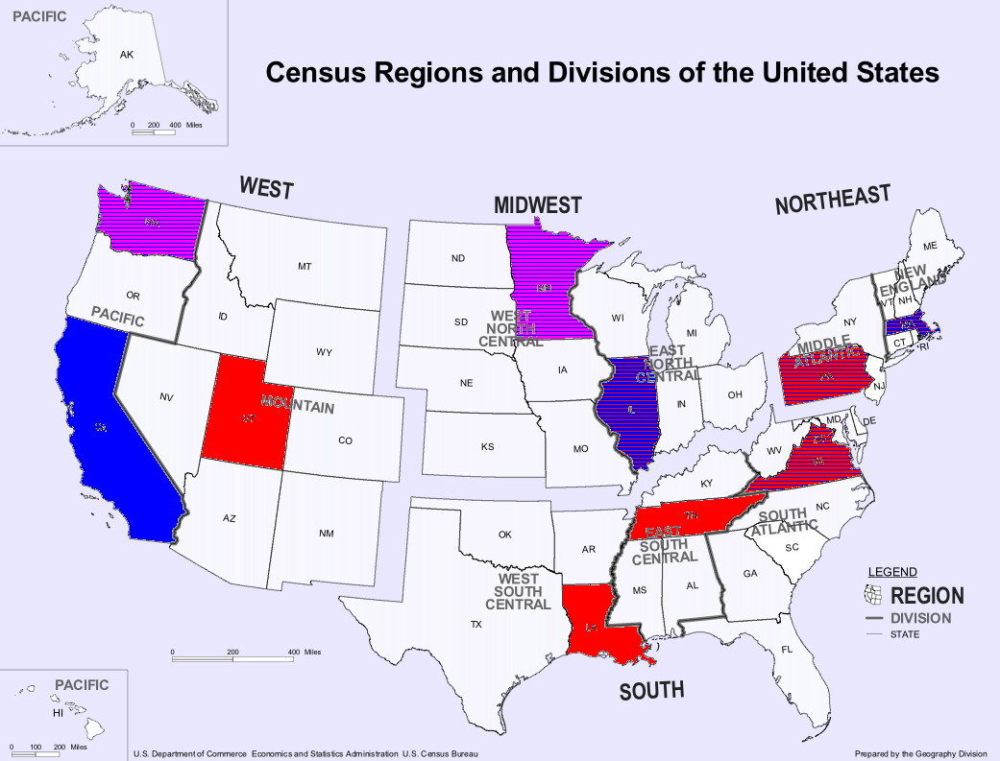 PACIFIC
AK
0 200 400 Miles
Census Regions and Divisions of the United States
WEST
MIDWEST
NORTHEAST
WA
MT
ND
MN
ME
OR
ID
SD
WI
MI
NY
VT
NH
NEW
ENGLAND
MA
CT
RI
PACIFIC
WY
WEST
NORTH
CENTRAL
EAST
NORTH
CENTRAL
MIDDLE
ATLANTIC
PA
NJ
NV
UT
MOUNTAIN
CO
NE
IA
IL
IN
OH
CA
KS
MO
WV
MD
DE
VA
KY
AZ
NM
OK
AR
TN
NC
EAST
SOUTH
CENTRAL
SOUTH
ATLANTIC
SC
MS
AL
GA
WEST
SOUTH
CENTRAL
TX
LA
FL
LEGEND
REGION
DIVISION
STATE
0 200 400 Miles
SOUTH
PACIFIC
HI
0 100 200 Miles
U.S. Department of Commerce Economics and Statistics Administration U.S. Census Bureau
Prepared by the Geography Division